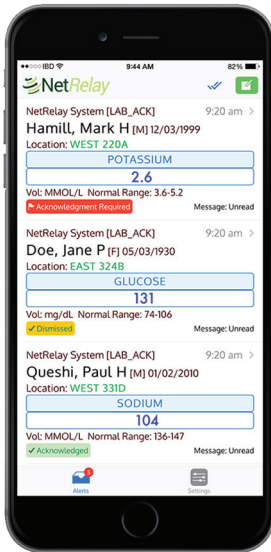 IBD 9:44 AM 82%
NetRelay
NetRelay System [LAB_ACK] 9:20 am >
Hamill, Mark H [M] 12/03/1999
Location: WEST 220A
POTASSIUM
2.6
Vol: MMOL/L Normal Range: 3.6-5.2
Acknowledgment Required Message: Unread
NetRelay System [LAB_ACK] 9:20 am >
Doe, Jane P [F] 05/03/1930
Location: EAST 324B
GLUCOSE
131
Vol: mg/dL Normal Range: 74-106
✓ Dismissed Message: Unread
NetRelay System [LAB_ACK] 9:20 am >
Queshi, Paul H [M] 01/02/2010
Location: WEST 331D
SODIUM
104
Vol: MMOL/L Normal Range: 136-147
✓ Acknowledged Message: Unread
5
Alerts Settings